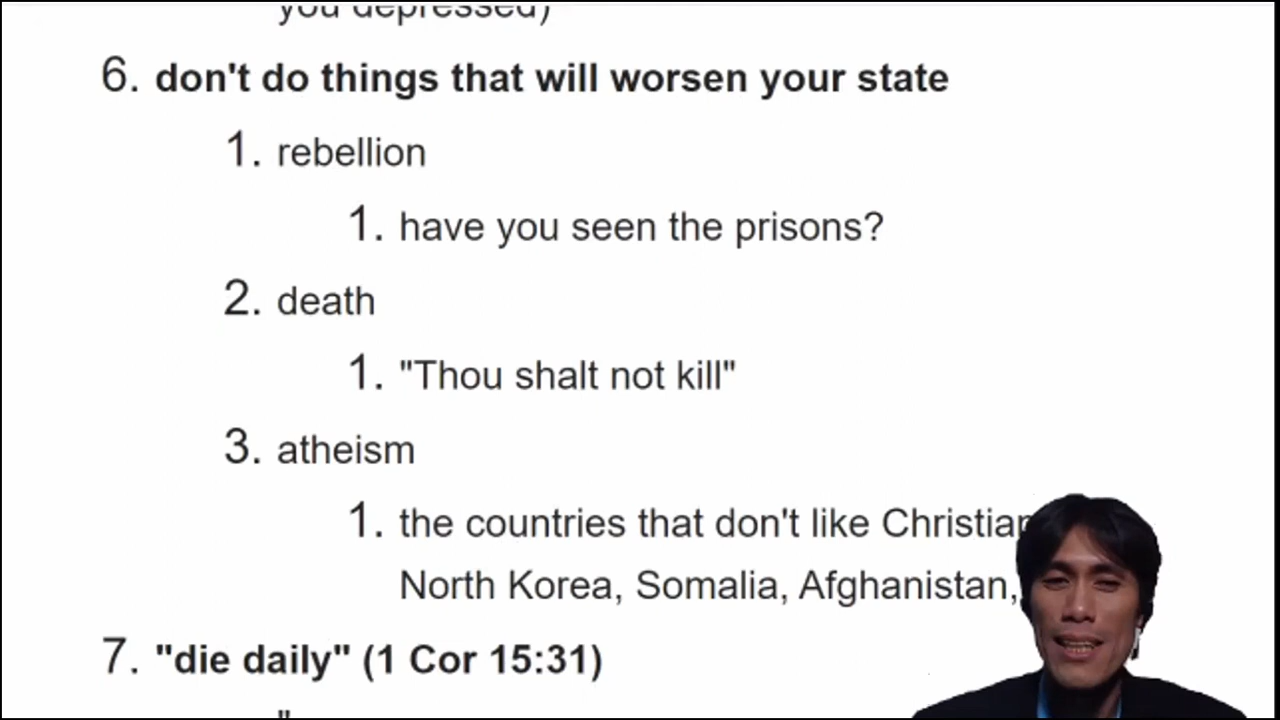 you depressed)
6. don't do things that will worsen your state
1. rebellion
1. have you seen the prisons?
2. death
1. "Thou shalt not kill"
3. atheism
1. the countries that don't like Christian
North Korea, Somalia, Afghanistan,
7. "die daily" (1 Cor 15:31)
"